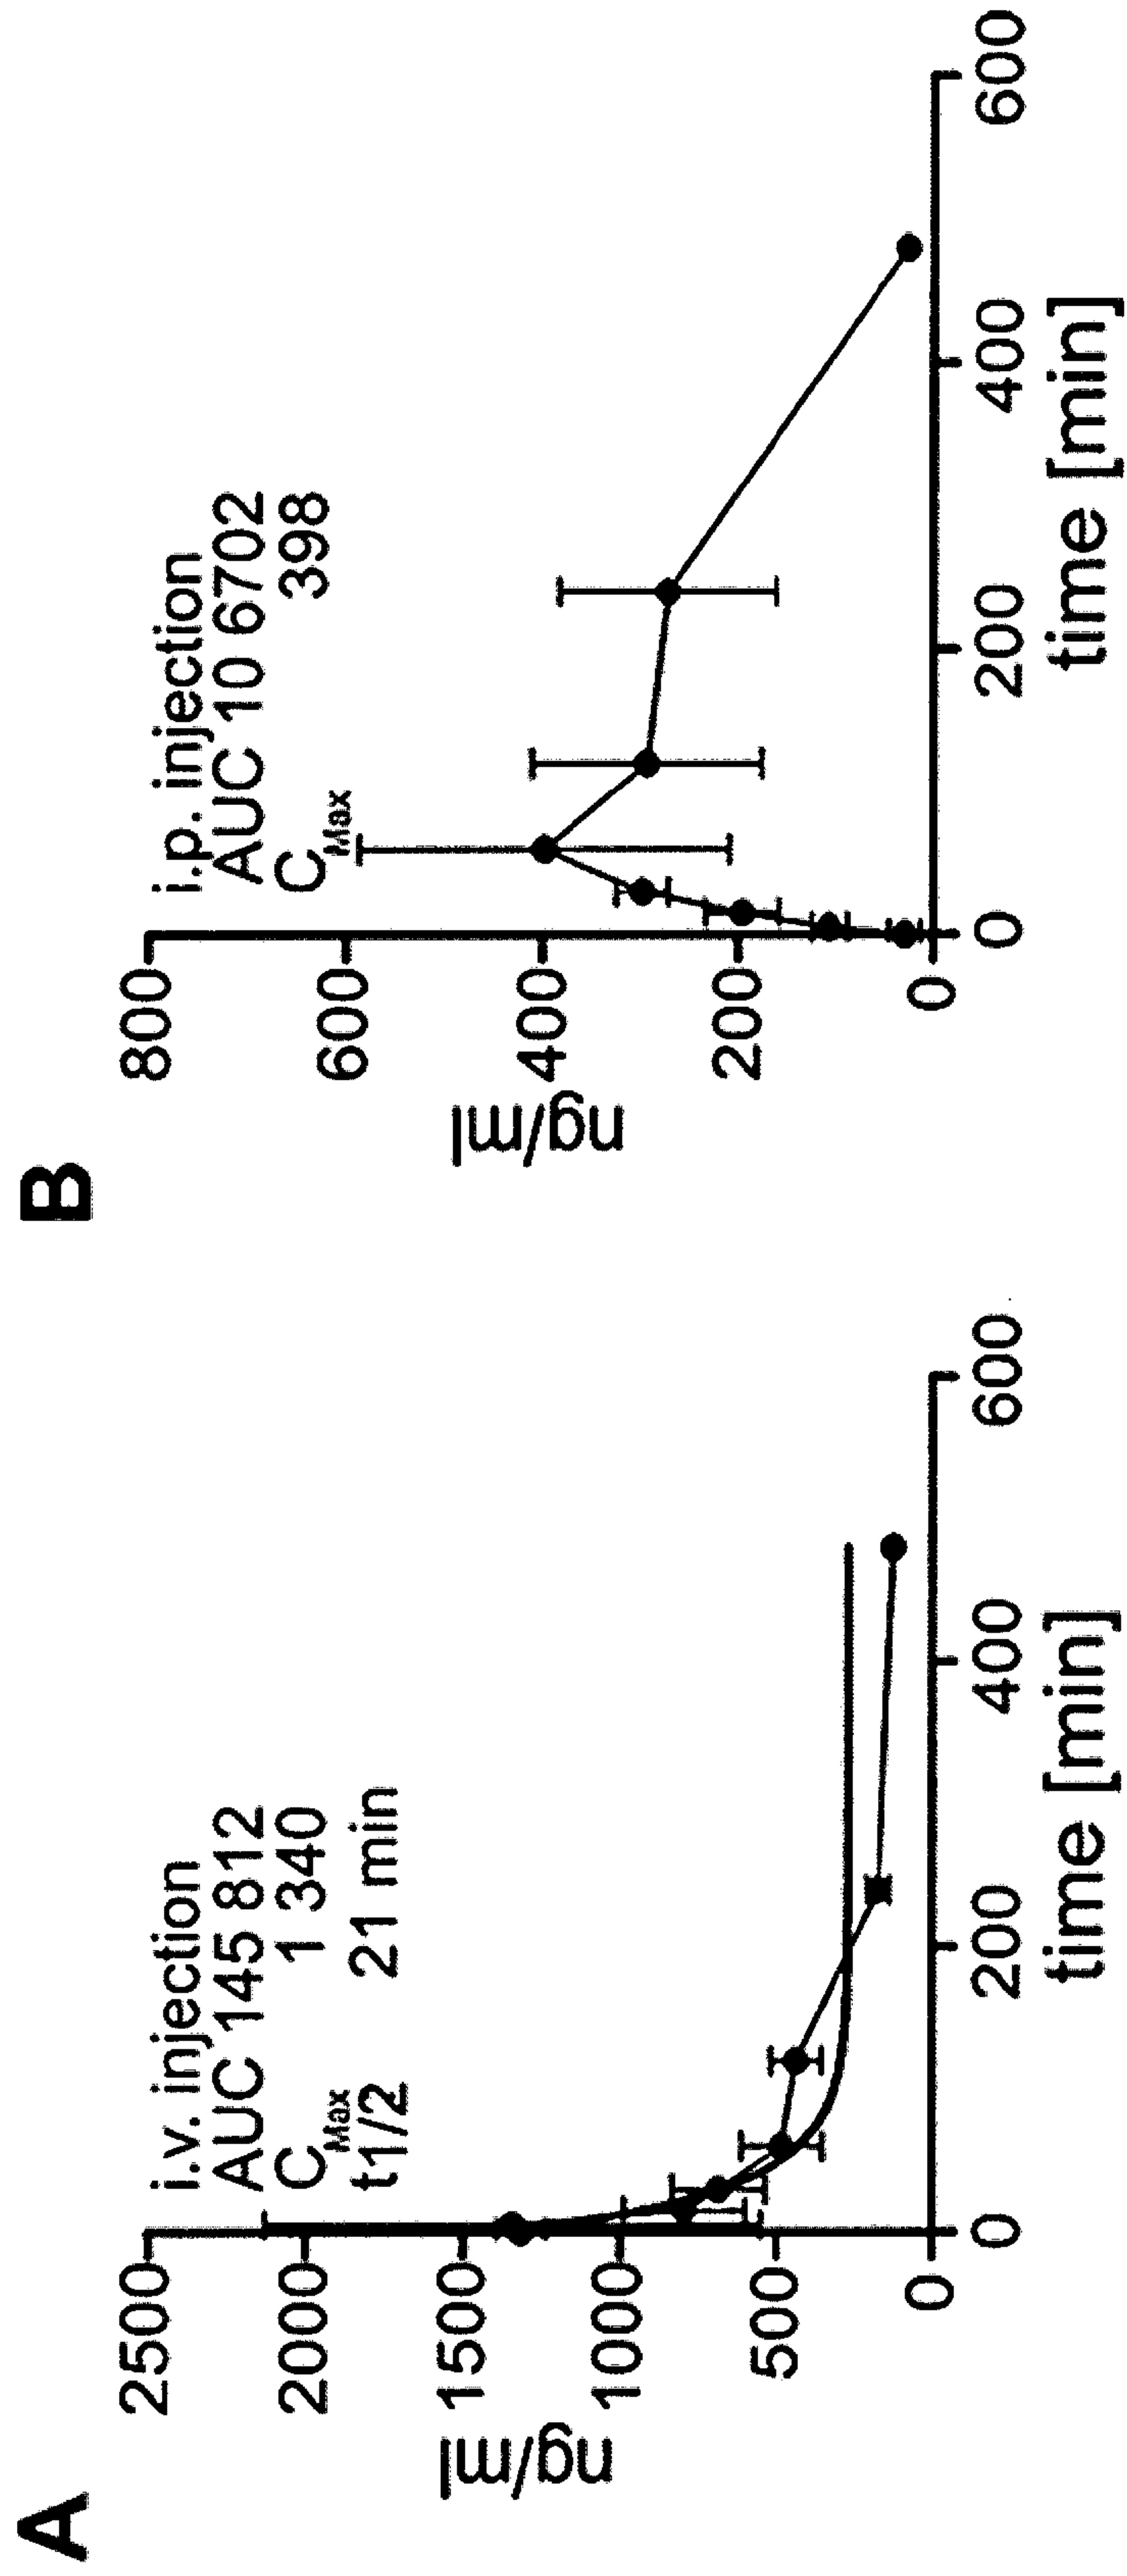 A
i.v. injection
AUC 145 812
CMax 1 340
t1/2 21 min
2500
2000
1500
1000
500
0
ng/ml
0 200 400 600
time [min]
B
i.p. injection
AUC 10 6702
CMax 398
800
600
400
200
0
ng/ml
0 200 400 600
time [min]